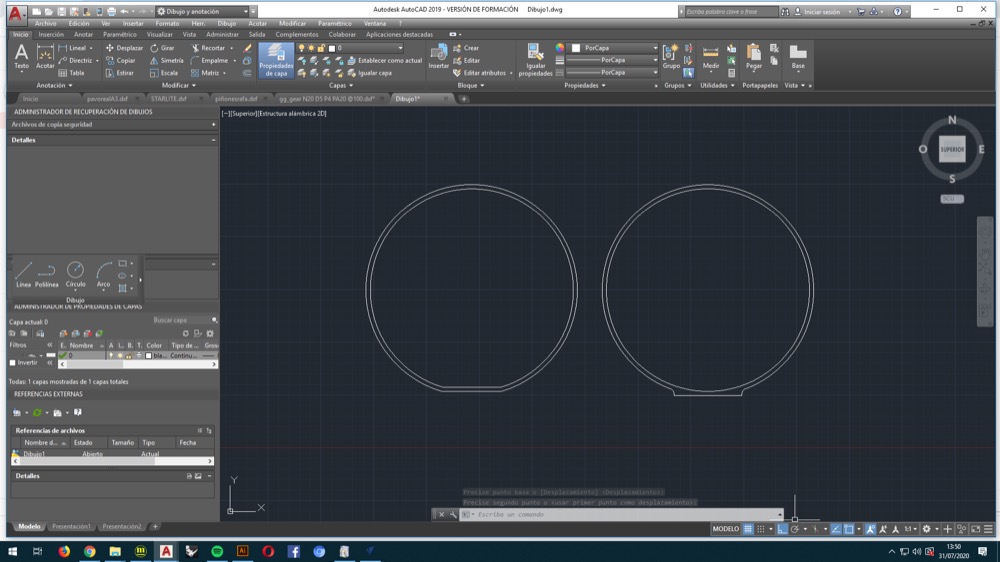 Dibujo y anotación
Autodesk AutoCAD 2019 - VERSIÓN DE FORMACIÓN Dibujo1.dwg
Escriba palabra clave o frase
Iniciar sesión
Archivo Edición Ver Insertar Formato Herr. Dibujo Acotar Modificar Paramétrico Ventana ?
Inicio Inserción Anotar Paramétrico Visualizar Vista Administrar Salida Complementos Colaboración Aplicaciones destacadas
Texto
Acotar
Lineal
Directriz
Tabla
Anotación
Desplazar Girar Recortar
Copiar Simetría Empalme
Estirar Escala Matriz
Modificar
Propiedades
de capa
0
Establecer como actual
Igualar capa
Capas
Insertar
Crear
Editar
Editar atributos
Bloque
Igualar
propiedades
PorCapa
PorCapa
PorCapa
Propiedades
Grupo
Grupos
Medir
Utilidades
Pegar
Portapapeles
Base
Vista
Inicio pavorealA3.dxf STARLITE.dxf piñonesrafa.dxf gg_gear N20 D5 P4 PA20 @100.dxf* Dibujo1*
ADMINISTRADOR DE RECUPERACIÓN DE DIBUJOS
Archivos de copia seguridad
Detalles
[−][Superior][Estructura alámbrica 2D]
N
O SUPERIOR E
S
SCU
Línea Polilínea Círculo Arco
Dibujo
ADMINISTRADOR DE PROPIEDADES DE CAPAS
Capa actual: 0
Buscar capa
Filtros
E. Nombre A I.. B. T. Color Tipo de ... Gros
0 bla... Continu...
Invertir
Todas: 1 capas mostradas de 1 capas totales
REFERENCIAS EXTERNAS
Referencias de archivos
Nombre d... Estado Tamaño Tipo Fecha
Dibujo1 Abierto Actual
Detalles
Y
X
Precise punto base o [Desplazamiento] <Desplazamiento>:
Precise segundo punto o <usar primer punto como desplazamiento>:
Escriba un comando
Modelo Presentación1 Presentación2 +
MODELO
1:1
13:50
31/07/2020